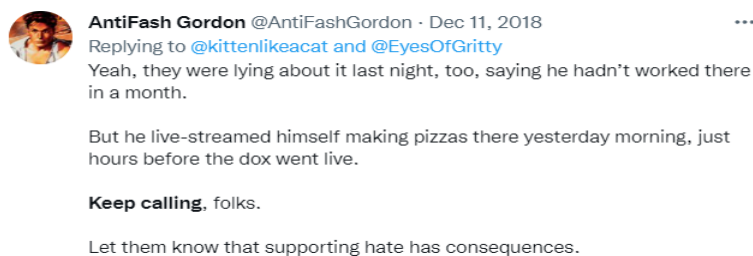 AntiFash Gordon @AntiFashGordon · Dec 11, 2018
Replying to @kittenlikeacat and @EyesOfGritty
Yeah, they were lying about it last night, too, saying he hadn’t worked there
in a month.
But he live-streamed himself making pizzas there yesterday morning, just
hours before the dox went live.
Keep calling, folks.
Let them know that supporting hate has consequences.